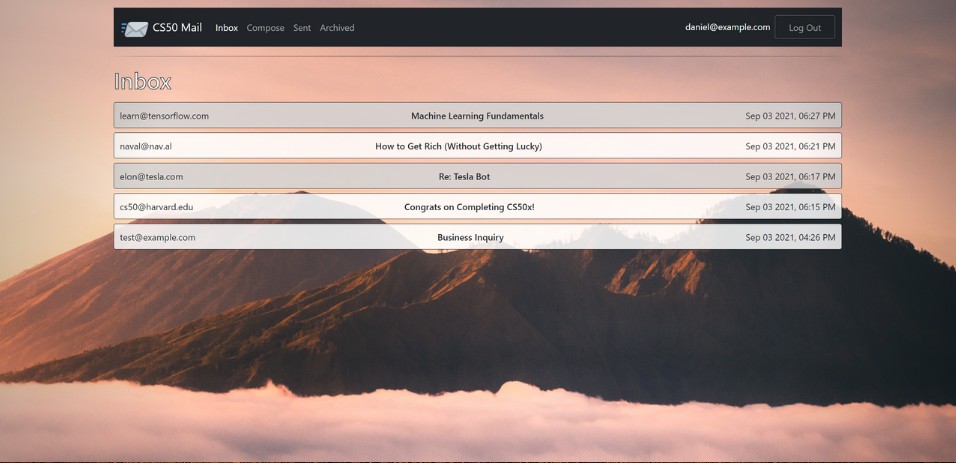 CS50 Mail Inbox Compose Sent Archived daniel@example.com Log Out
Inbox
learn@tensorflow.com Machine Learning Fundamentals Sep 03 2021, 06:27 PM
naval@nav.al How to Get Rich (Without Getting Lucky) Sep 03 2021, 06:21 PM
elon@tesla.com Re: Tesla Bot Sep 03 2021, 06:17 PM
cs50@harvard.edu Congrats on Completing CS50x! Sep 03 2021, 06:15 PM
test@example.com Business Inquiry Sep 03 2021, 04:26 PM